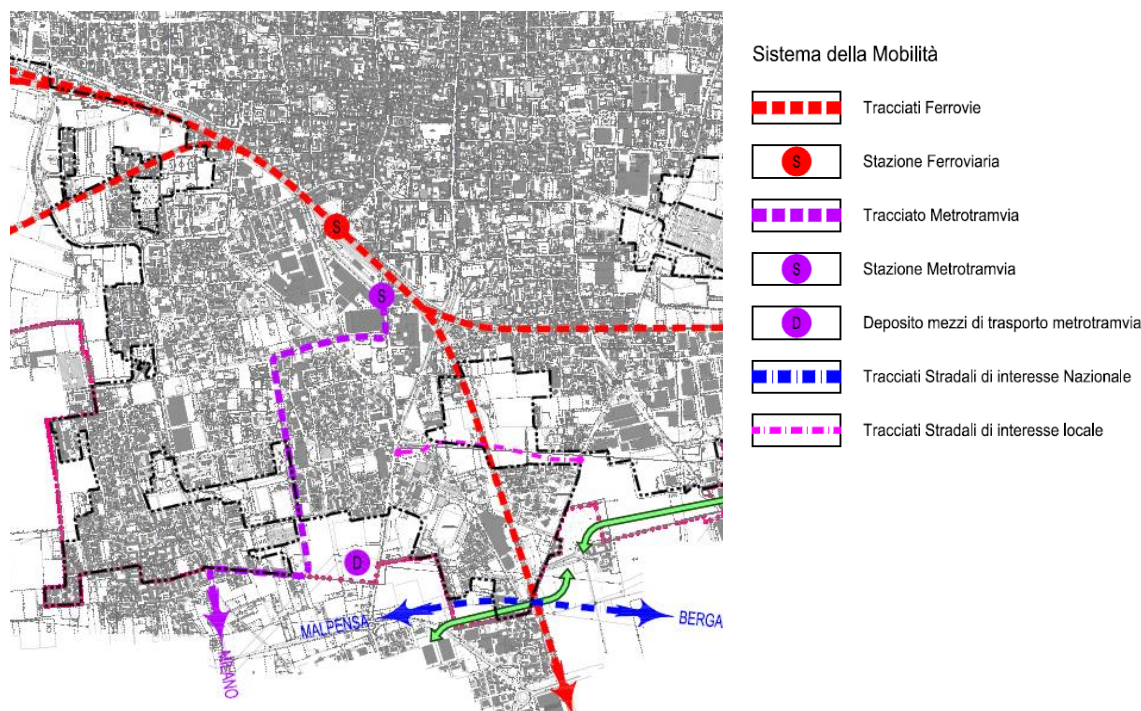 Sistema della Mobilità
Tracciati Ferrovie
S
Stazione Ferroviaria
Tracciato Metrotramvia
S
Stazione Metrotramvia
D
Deposito mezzi di trasporto metrotramvia
Tracciati Stradali di interesse Nazionale
Tracciati Stradali di interesse locale
S
S
D
MALPENSA
BERGA
MILANO